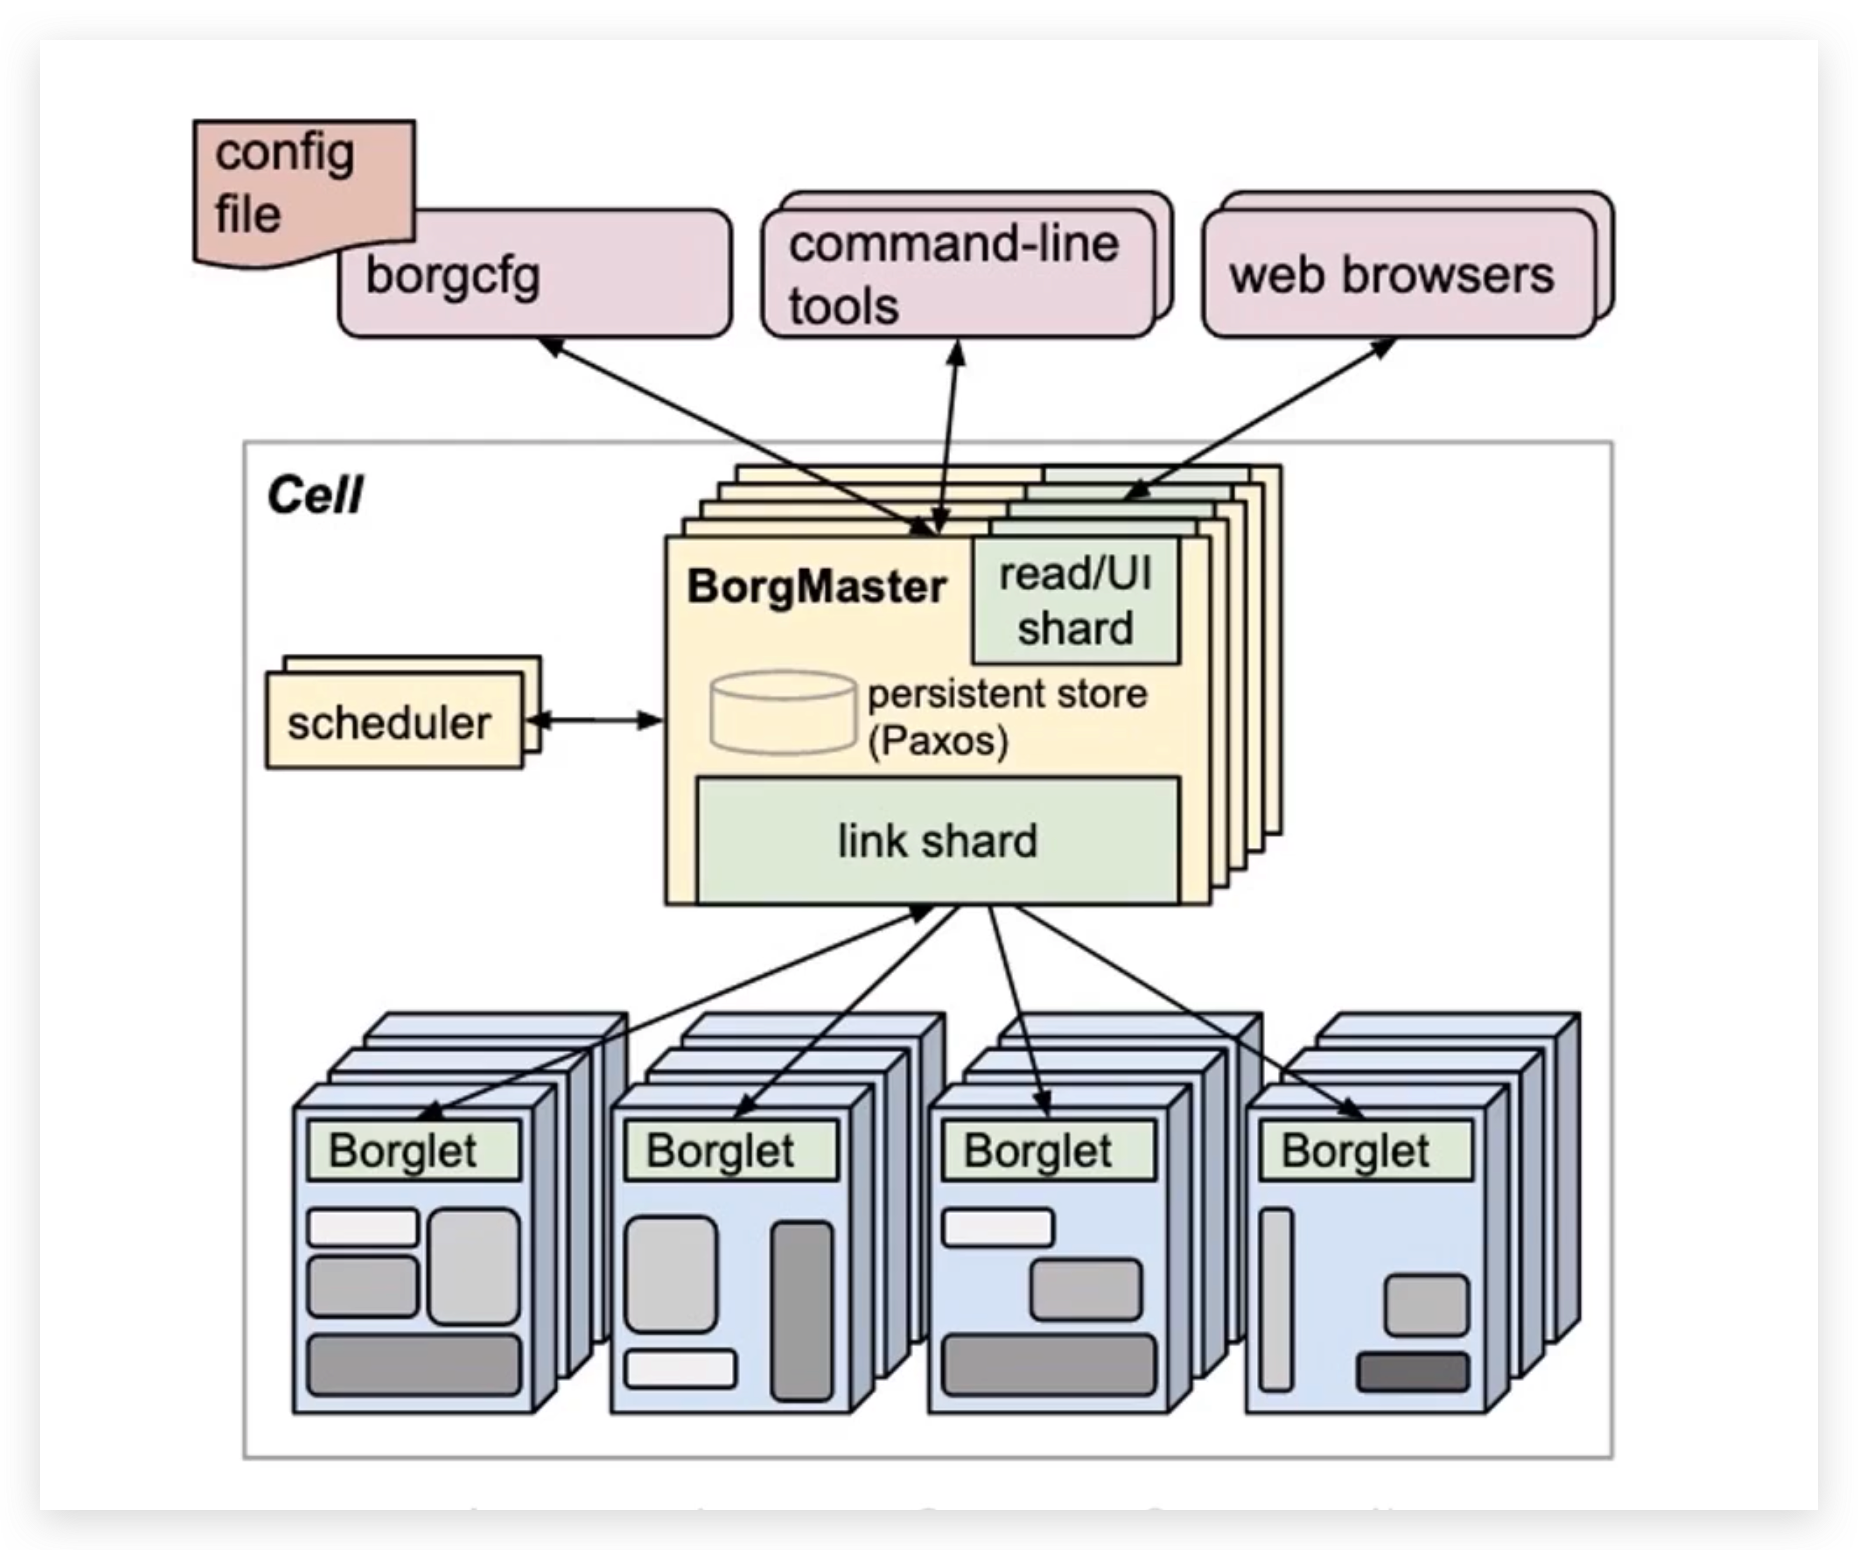 config
file
borgcfg
command-line
tools
web browsers
Cell
BorgMaster
read/UI
shard
scheduler
persistent store
(Paxos)
link shard
Borglet
Borglet
Borglet
Borglet